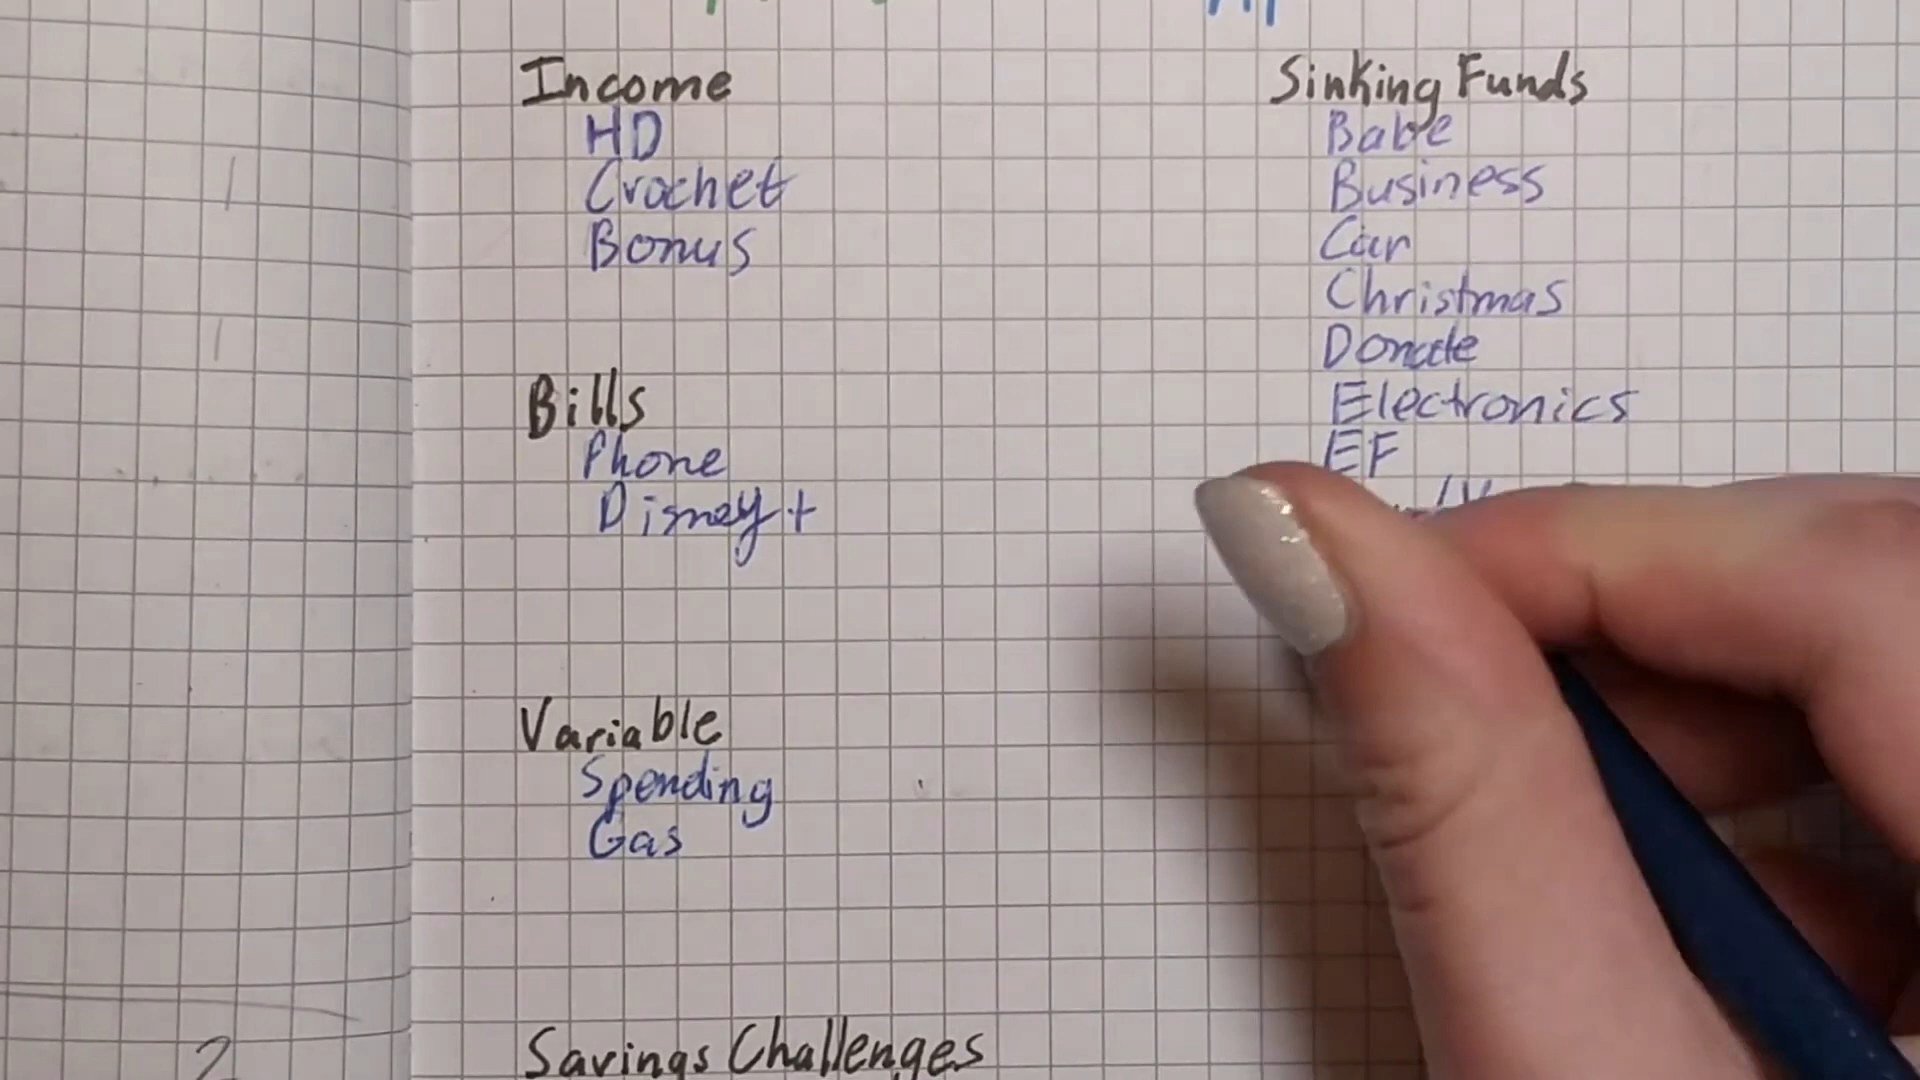 Income
HD
Crochet
Bonus
Bills
Phone
Disney+
Variable
Spending
Gas
Savings Challenges
Sinking Funds
Babe
Business
Car
Christmas
Donate
Electronics
EF
2